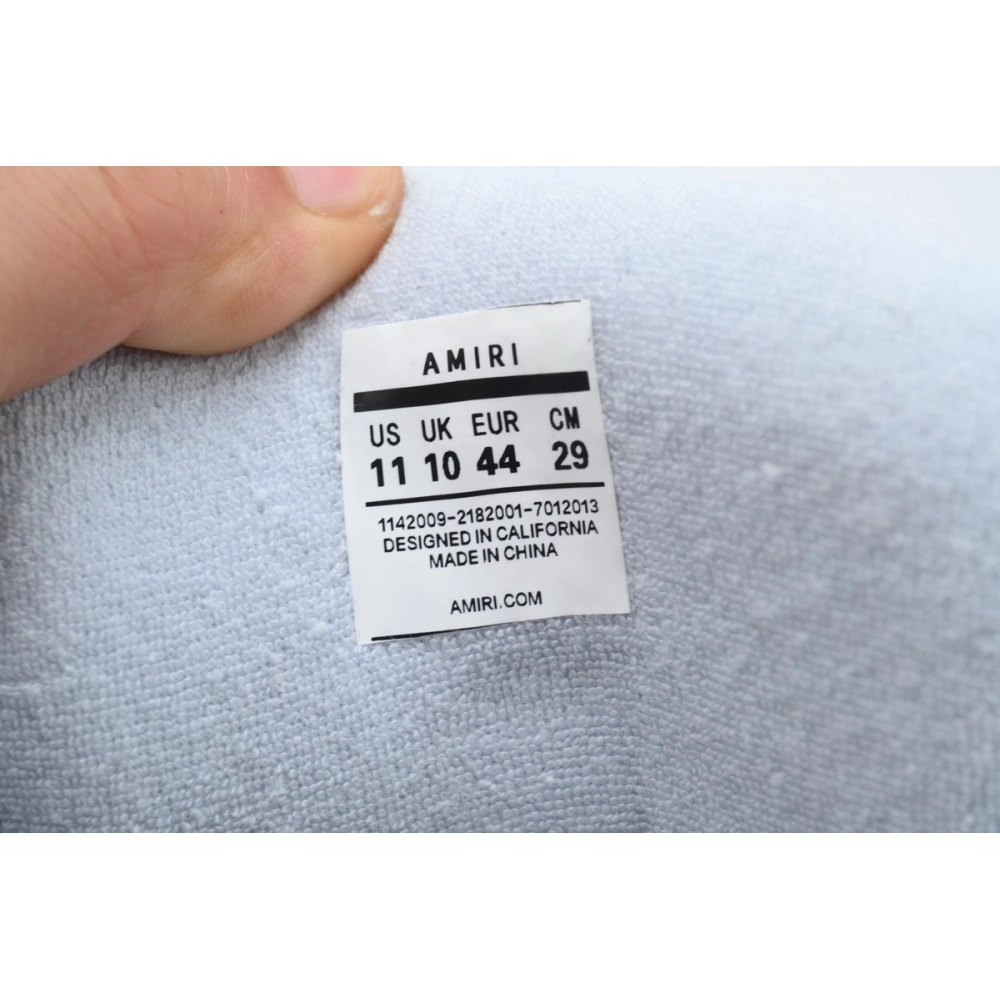 AMIRI
US UK EUR CM
11 10 44 29
1142009-2182001-7012013
DESIGNED IN CALIFORNIA
MADE IN CHINA
AMIRI.COM